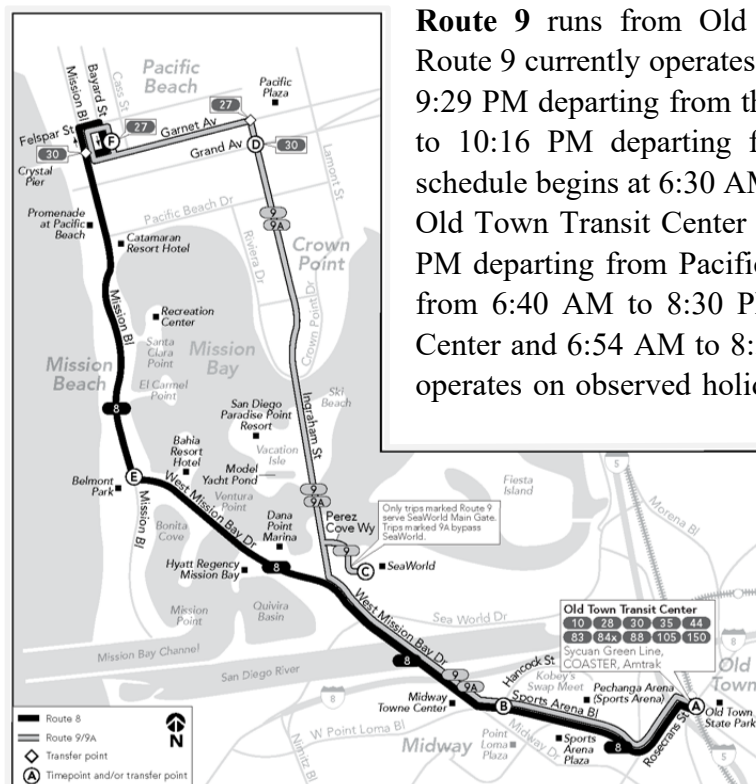 Route 9 runs from Old
Route 9 currently operates
9:29 PM departing from th
to 10:16 PM departing f
schedule begins at 6:30 AM
Old Town Transit Center
PM departing from Pacific
from 6:40 AM to 8:30 P
Center and 6:54 AM to 8:
operates on observed holid
Mission Bl
Bayard St
Cass St
Pacific
Beach
Pacific
Plaza
27
27
Felspar St
F
Garnet Av
Grand Av
D
30
30
Crystal
Pier
Lamont St
Promenade
at Pacific
Beach
Pacific Beach Dr
9
9A
Catamaran
Resort Hotel
Riviera Dr
Crown
Point
Mission Bl
Recreation
Center
Crown Point Dr
Santa
Clara
Point
Mission
Bay
Mission
Beach
El Carmel
Point
Ski
Beach
8
San Diego
Paradise Point
Resort
Ingraham St
Bahia
Resort
Hotel
Vacation
Isle
E
Model
Yacht Pond
Belmont
Park
West Mission Bay Dr
Ventura
Point
9
9A
Fiesta
Island
5
Morena Bl
Mission Bl
Bonita
Cove
Dana
Point
Marina
Perez
Cove Wy
Only trips marked Route 9
serve SeaWorld Main Gate.
Trips marked 9A bypass
SeaWorld.
9
C
SeaWorld
Hyatt Regency
Mission Bay
8
Mission
Point
Quivira
Basin
West Mission Bay Dr
Sea World Dr
Old Town Transit Center
10 28 30 35 44
83 84x 88 105 150
Sycuan Green Line,
COASTER, Amtrak
8
Mission Bay Channel
San Diego River
8
8
9
9A
Hancock St
Kobey's
Swap Meet
Pechanga Arena
(Sports Arena)
Old
Town
Midway
Towne Center
B
Sports Arena Bl
A
Old Town
State Park
W Point Loma Bl
Nimitz Bl
Midway
Point
Loma
Plaza
Midway Dr
Sports
Arena
Plaza
8
Rosecrans St
5
Route 8
Route 9/9A
Transfer point
A Timepoint and/or transfer point
N